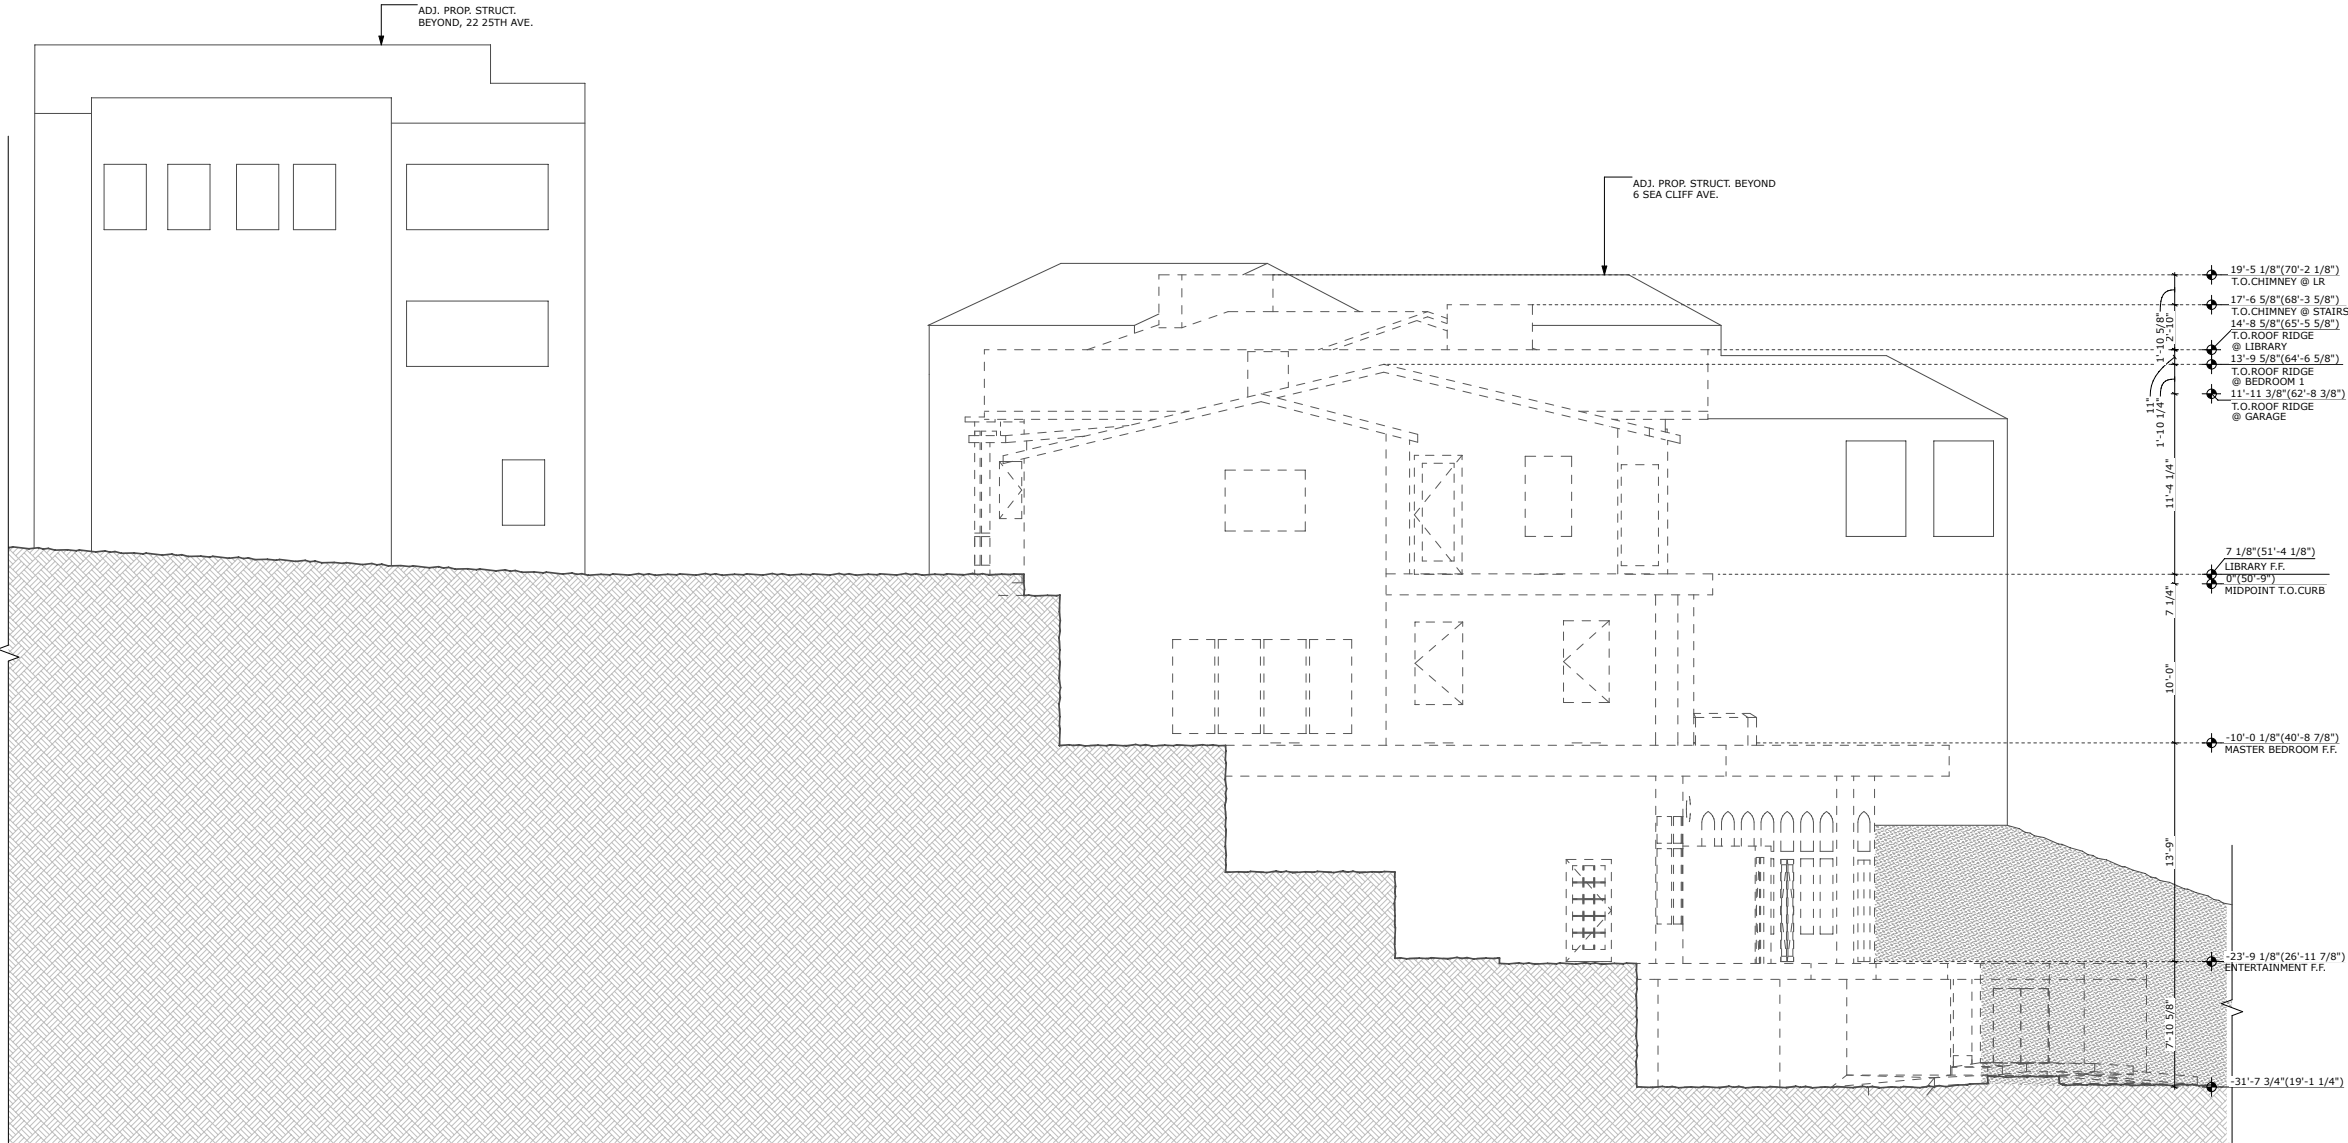 ADJ. PROP. STRUCT.
BEYOND, 22 25TH AVE.
ADJ. PROP. STRUCT. BEYOND
6 SEA CLIFF AVE.
19'-5 1/8"(70'-2 1/8")
T.O.CHIMNEY @ LR
17'-6 5/8"(68'-3 5/8")
T.O.CHIMNEY @ STAIRS
14'-8 5/8"(65'-5 5/8")
T.O.ROOF RIDGE
@ LIBRARY
13'-9 5/8"(64'-6 5/8")
T.O.ROOF RIDGE
@ BEDROOM 1
11'-11 3/8"(62'-8 3/8")
T.O.ROOF RIDGE
@ GARAGE
1'-10 5/8"
2'-10"
11"
1'-10 1/4"
11'-4 1/4"
7 1/8"(51'-4 1/8")
LIBRARY F.F.
0"(50'-9")
MIDPOINT T.O.CURB
7 1/4"
10'-0"
-10'-0 1/8"(40'-8 7/8")
MASTER BEDROOM F.F.
13'-9"
-23'-9 1/8"(26'-11 7/8")
ENTERTAINMENT F.F.
7'-10 5/8"
-31'-7 3/4"(19'-1 1/4")